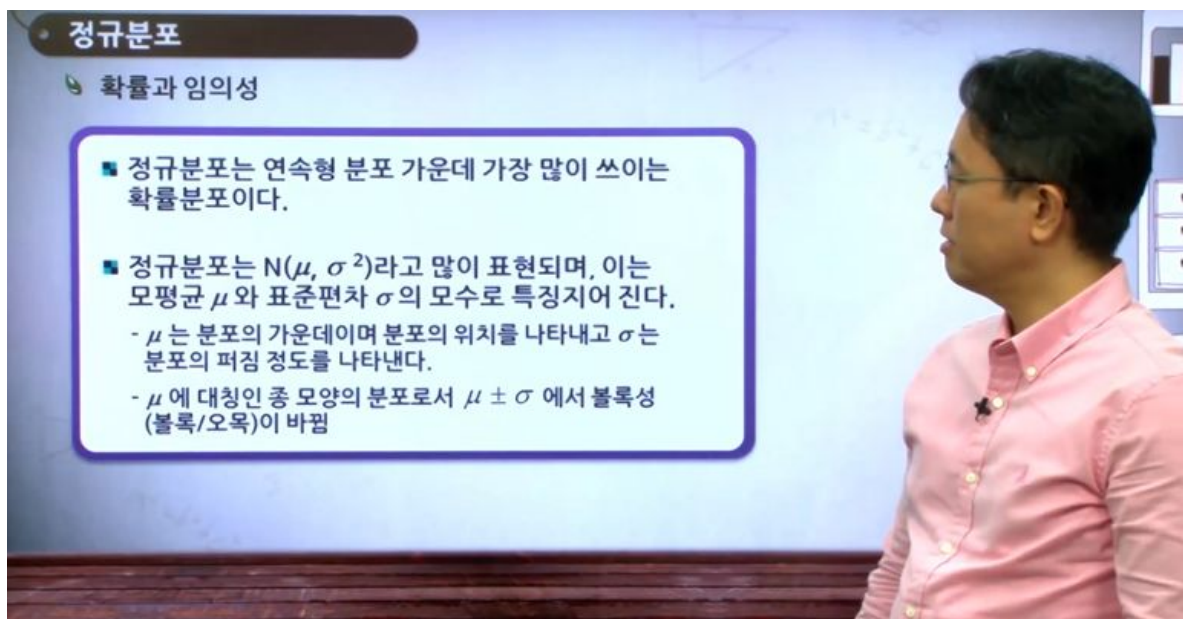 정규분포
확률과 임의성
정규분포는 연속형 분포 가운데 가장 많이 쓰이는
확률분포이다.
정규분포는 N(μ, σ²)라고 많이 표현되며, 이는
모평균 μ 와 표준편차 σ 의 모수로 특징지어 진다.
- μ 는 분포의 가운데이며 분포의 위치를 나타내고 σ 는
분포의 퍼짐 정도를 나타낸다.
- μ 에 대칭인 종 모양의 분포로서 μ ± σ 에서 볼록성
(볼록/오목)이 바뀜